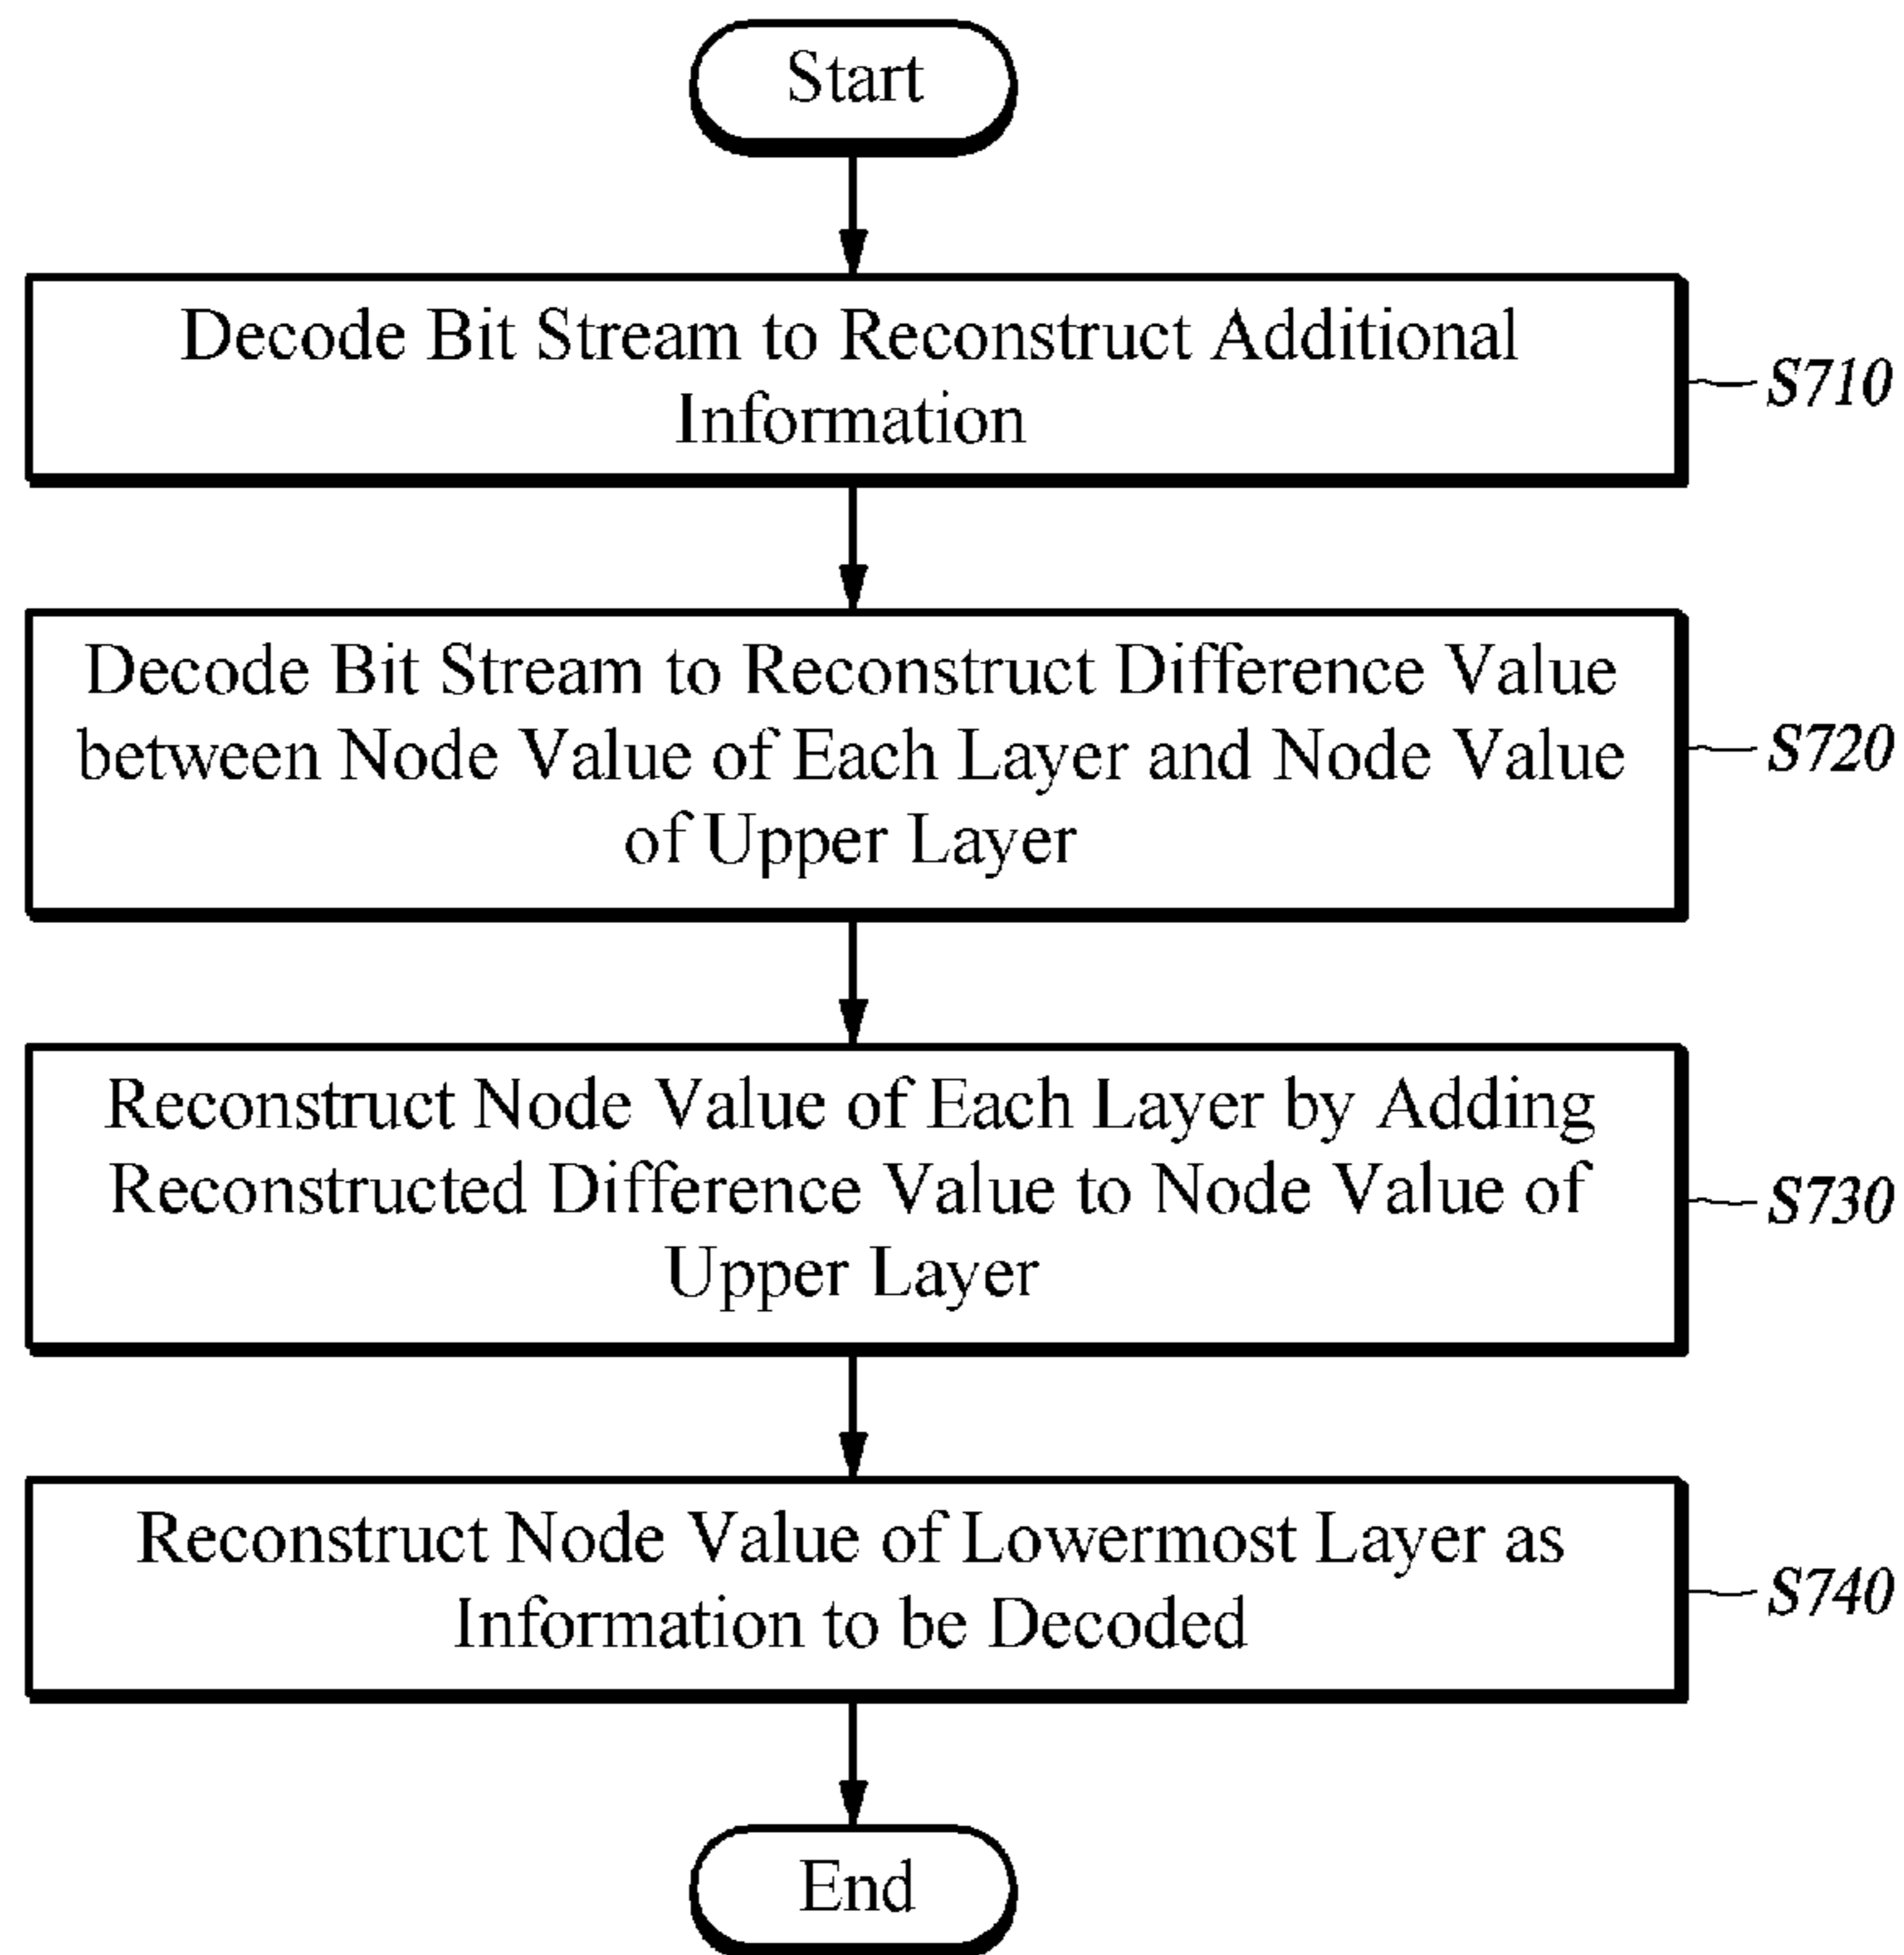 Start
Decode Bit Stream to Reconstruct Additional
Information
S710
Decode Bit Stream to Reconstruct Difference Value
between Node Value of Each Layer and Node Value
of Upper Layer
S720
Reconstruct Node Value of Each Layer by Adding
Reconstructed Difference Value to Node Value of
Upper Layer
S730
Reconstruct Node Value of Lowermost Layer as
Information to be Decoded
S740
End